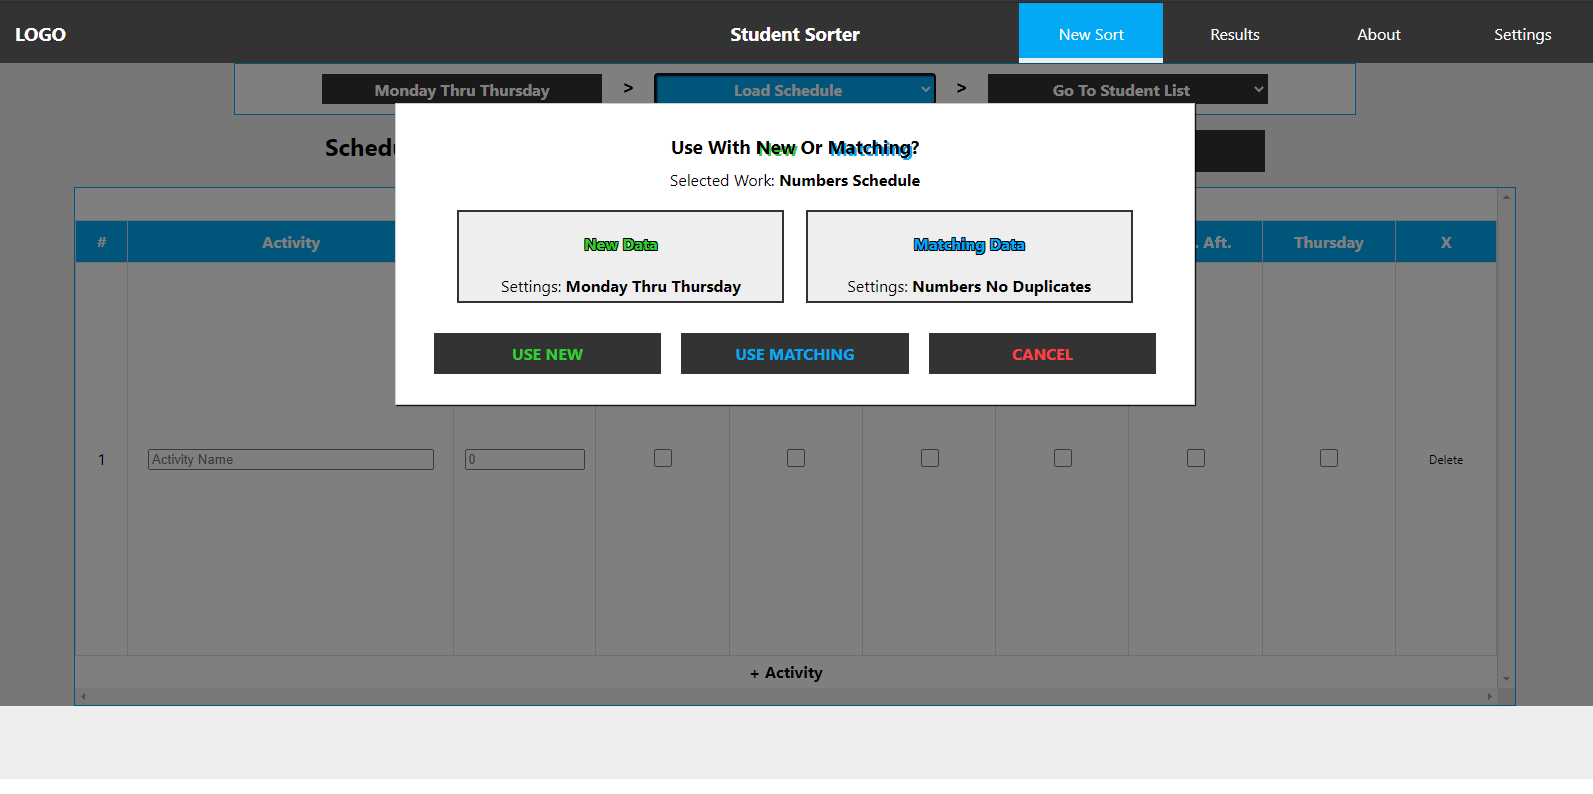 LOGO
Student Sorter
New Sort
Results
About
Settings
Monday Thru Thursday
>
Load Schedule
>
Go To Student List
Use With New Or Matching?
Selected Work: Numbers Schedule
New Data
Settings: Monday Thru Thursday
Matching Data
Settings: Numbers No Duplicates
USE NEW
USE MATCHING
CANCEL
#
Activity
. Aft.
Thursday
X
1
Activity Name
0
Delete
+ Activity